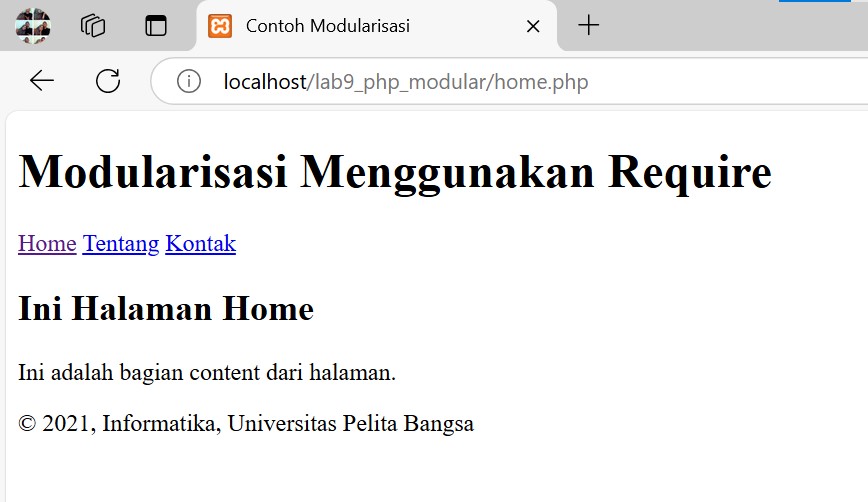 Contoh Modularisasi
localhost/lab9_php_modular/home.php
Modularisasi Menggunakan Require
Home Tentang Kontak
Ini Halaman Home
Ini adalah bagian content dari halaman.
© 2021, Informatika, Universitas Pelita Bangsa